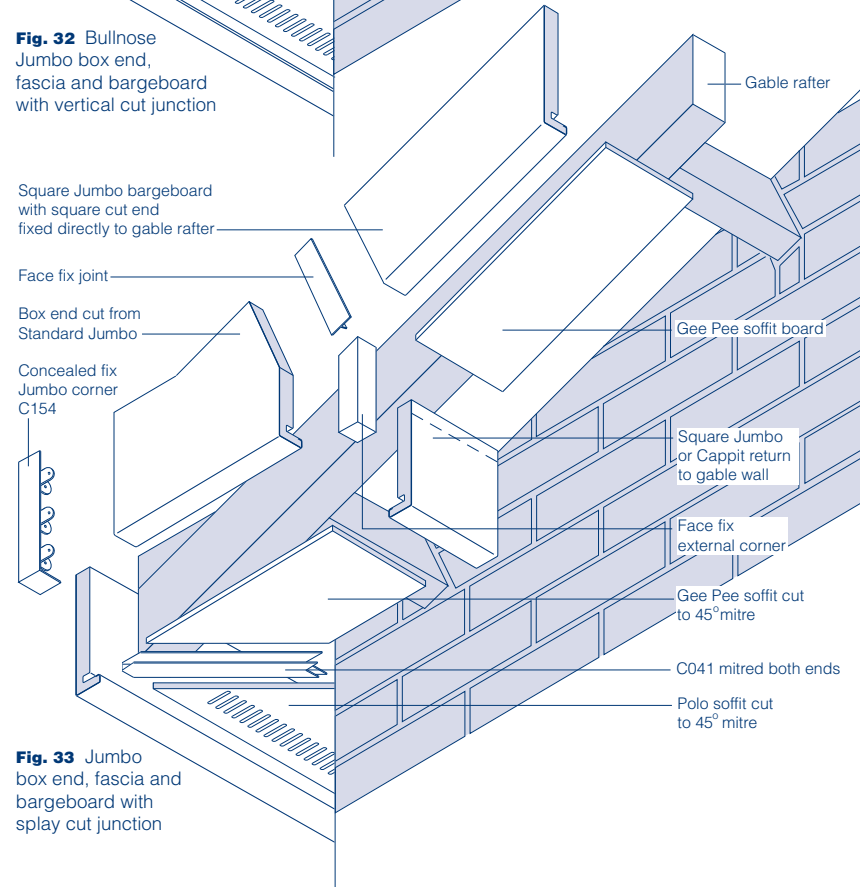 Fig. 32 Bullnose
Jumbo box end,
fascia and bargeboard
with vertical cut junction
Gable rafter
Square Jumbo bargeboard
with square cut end
fixed directly to gable rafter
Face fix joint
Box end cut from
Standard Jumbo
Gee Pee soffit board
Concealed fix
Jumbo corner
C154
Square Jumbo
or Cappit return
to gable wall
Face fix
external corner
Gee Pee soffit cut
to 45° mitre
C041 mitred both ends
Polo soffit cut
to 45° mitre
Fig. 33 Jumbo
box end, fascia and
bargeboard with
splay cut junction